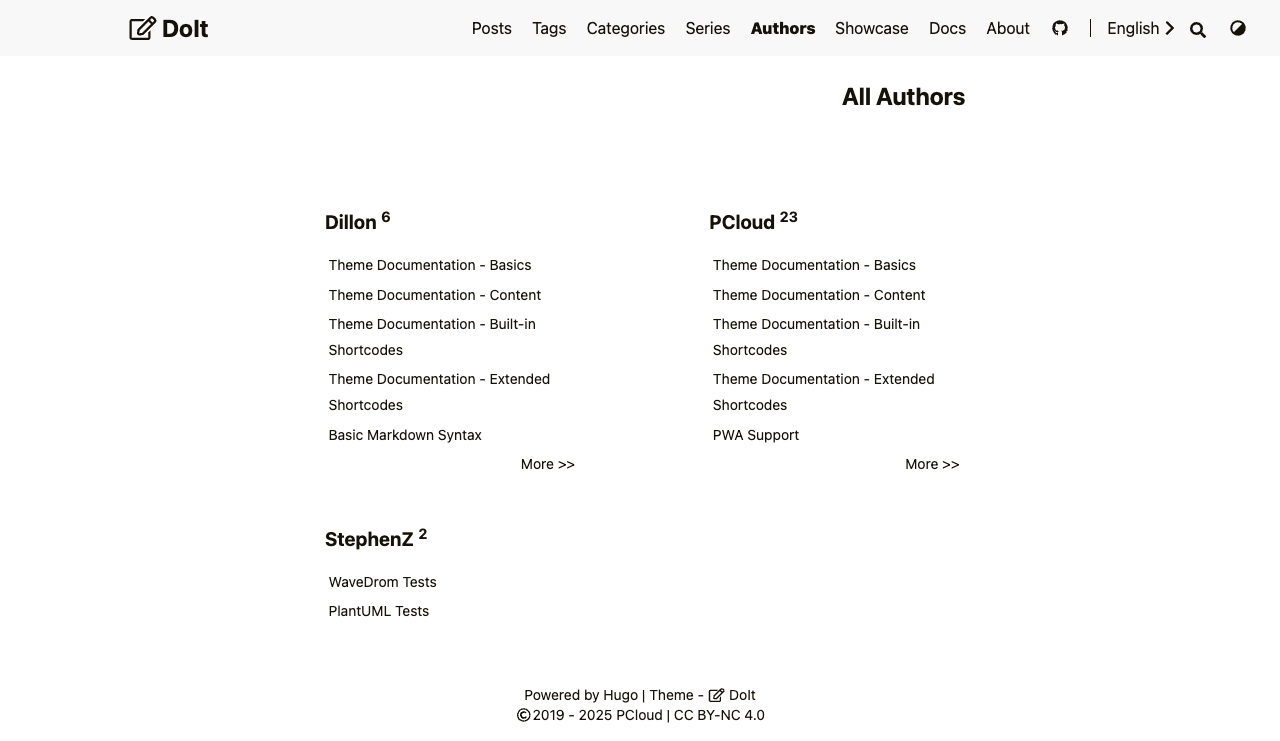 DoIt
Posts Tags Categories Series Authors Showcase Docs About English
All Authors
Dillon 6
Theme Documentation - Basics
Theme Documentation - Content
Theme Documentation - Built-in
Shortcodes
Theme Documentation - Extended
Shortcodes
Basic Markdown Syntax
More >>
PCloud 23
Theme Documentation - Basics
Theme Documentation - Content
Theme Documentation - Built-in
Shortcodes
Theme Documentation - Extended
Shortcodes
PWA Support
More >>
StephenZ 2
WaveDrom Tests
PlantUML Tests
Powered by Hugo | Theme - DoIt
© 2019 - 2025 PCloud | CC BY-NC 4.0